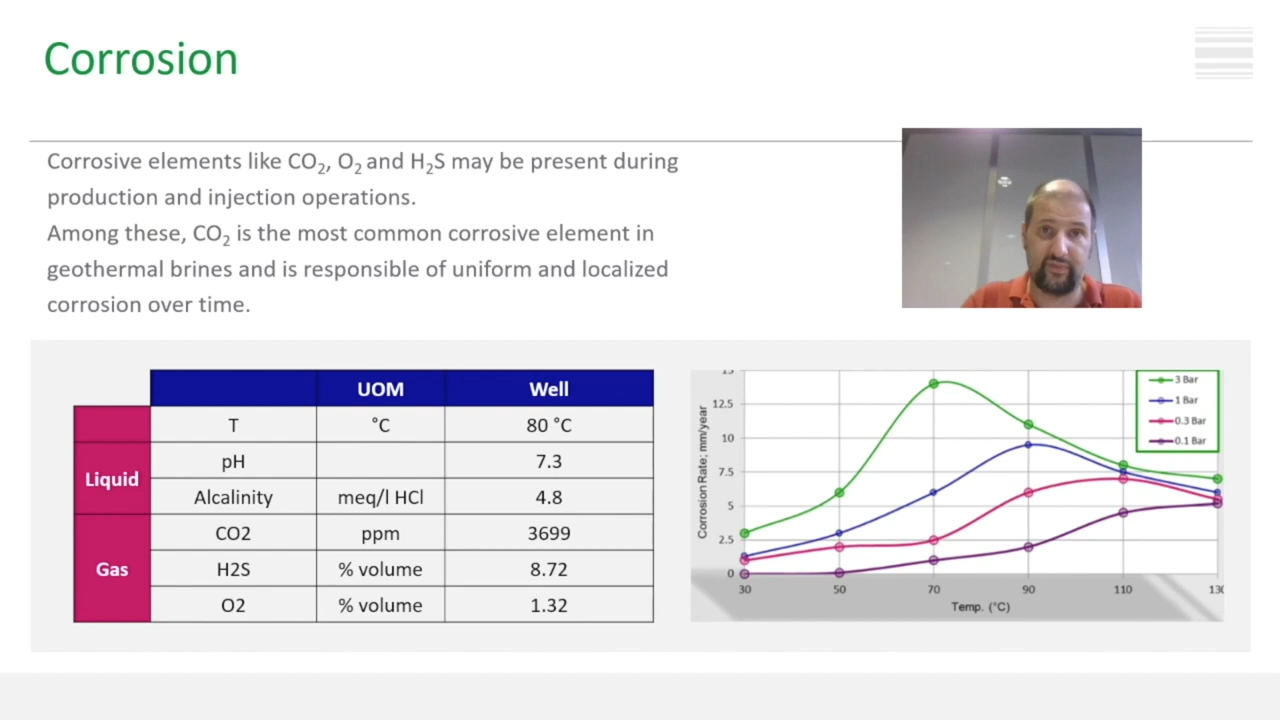 Corrosion
Corrosive elements like CO₂, O₂ and H₂S may be present during
production and injection operations.
Among these, CO₂ is the most common corrosive element in
geothermal brines and is responsible of uniform and localized
corrosion over time.
UOM Well
T °C 80 °C
Liquid
pH 7.3
Alcalinity meq/l HCl 4.8
Gas
CO2 ppm 3699
H2S % volume 8.72
O2 % volume 1.32
Corrosion Rate; mm/year
15
12.5
10
7.5
5
2.5
0
30 50 70 90 110 130
Temp. (°C)
3 Bar
1 Bar
0.3 Bar
0.1 Bar